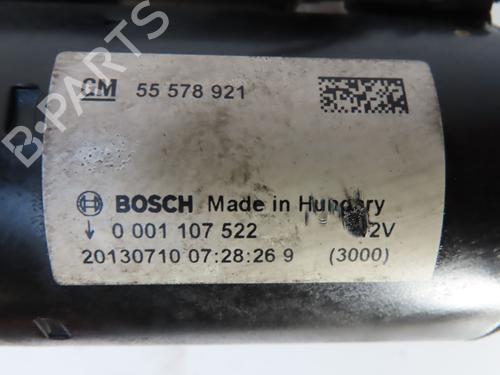 GM 55 578 921
BOSCH Made in Hungary
0 001 107 522 12V
20130710 07:28:26 9 (3000)
B-PARTS